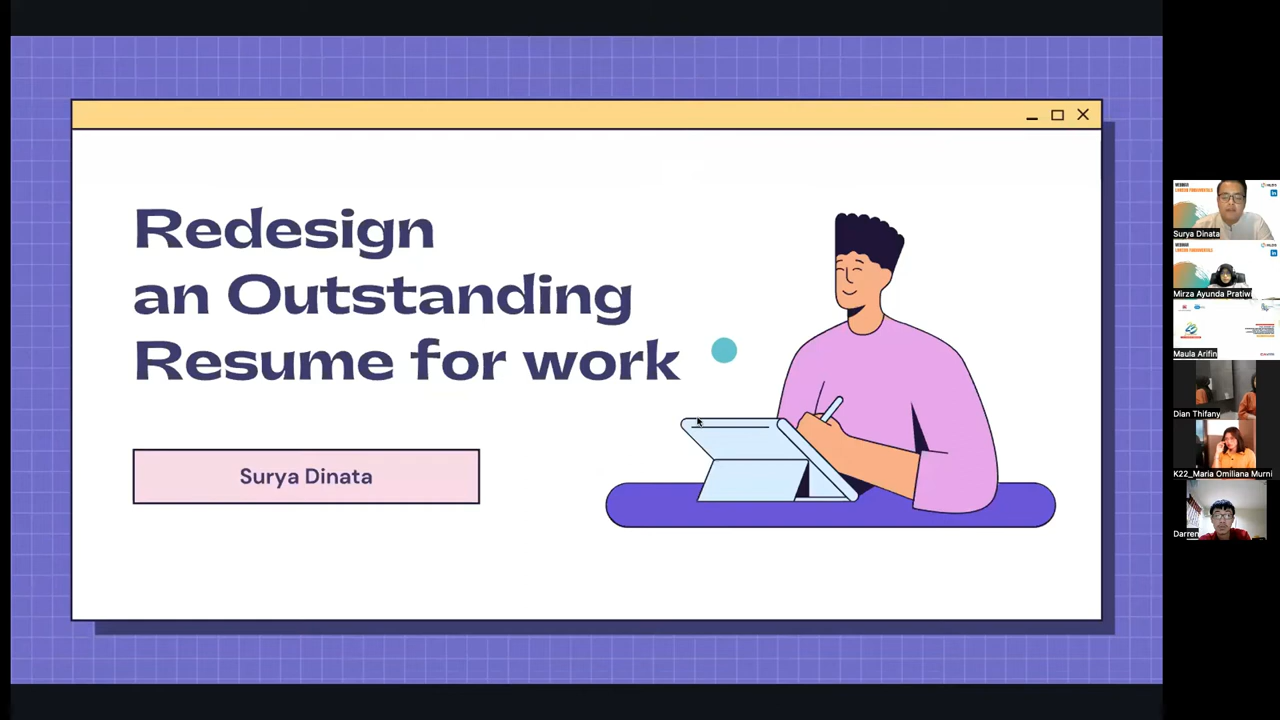 Redesign
an Outstanding
Resume for work
Surya Dinata
Surya Dinata
Mirza Ayunda Pratiwi
Maula Arifin
Dian Thifany
K22_Maria Omiliana Murni
Darren